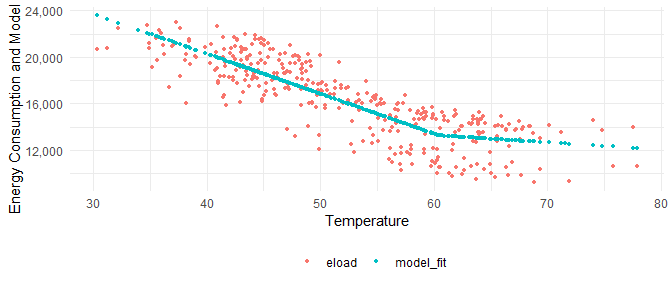 Energy Consumption and Model
24,000
20,000
16,000
12,000
30 40 50 60 70 80
Temperature
eload model_fit